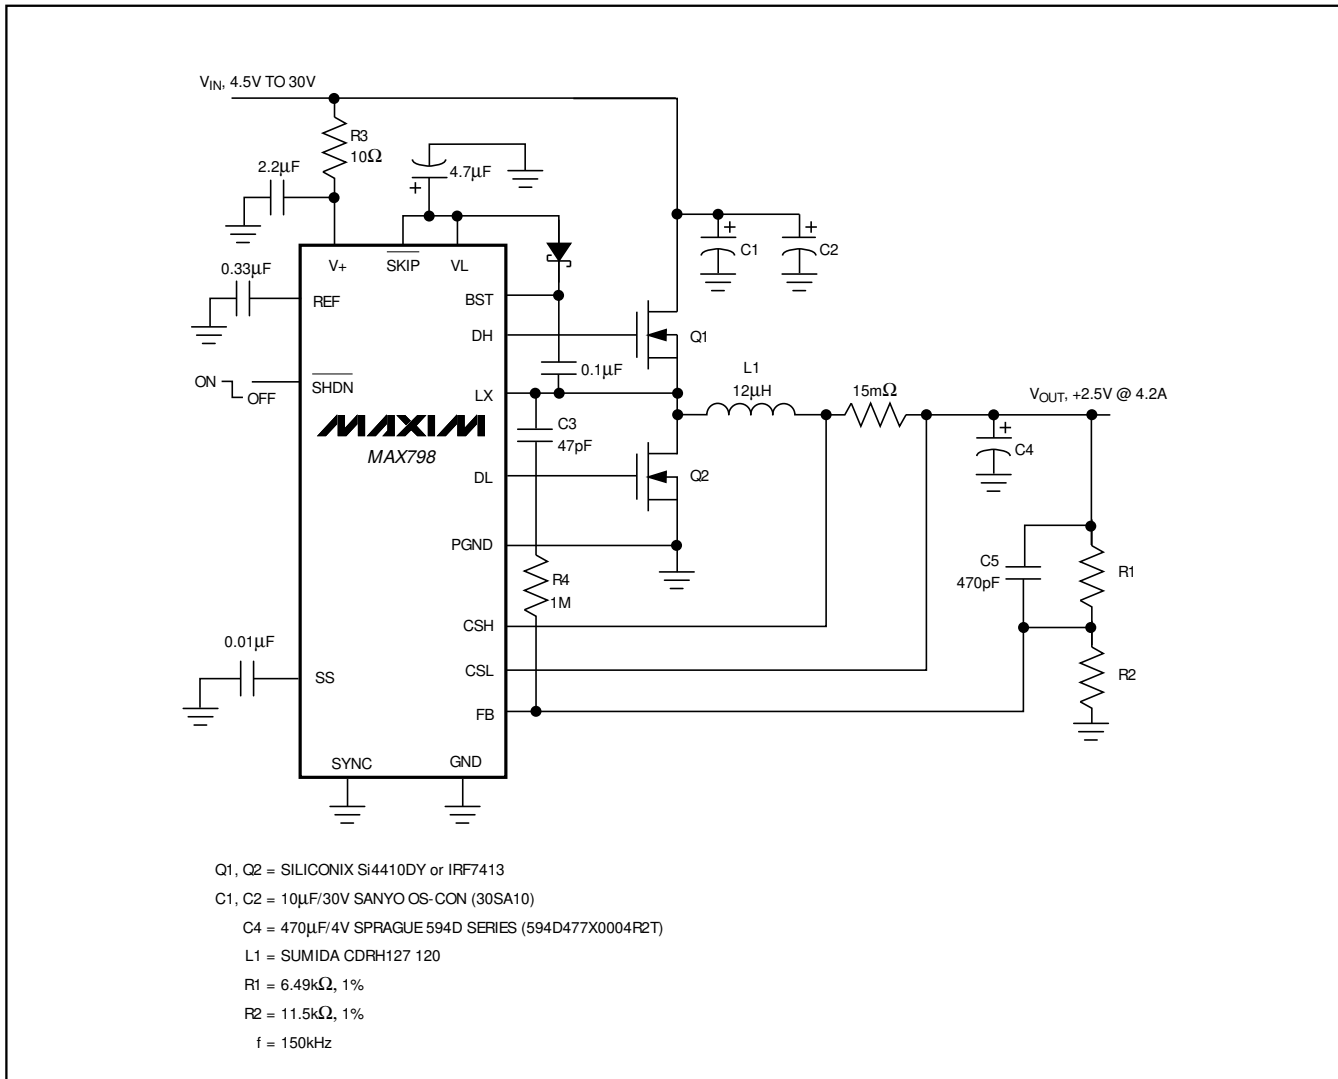 V_IN, 4.5V TO 30V
R3
10Ω
2.2µF
4.7µF
+
+
+
C1
C2
V+
SKIP
VL
0.33µF
REF
BST
DH
Q1
0.1µF
ON
OFF
SHDN
LX
L1
12µH
15mΩ
V_OUT, +2.5V @ 4.2A
MAXIM
MAX798
C3
47pF
+
C4
DL
Q2
PGND
C5
470pF
R1
R4
1M
CSH
0.01µF
SS
CSL
R2
FB
SYNC
GND
Q1, Q2 = SILICONIX Si4410DY or IRF7413
C1, C2 = 10µF/30V SANYO OS-CON (30SA10)
C4 = 470µF/4V SPRAGUE 594D SERIES (594D477X0004R2T)
L1 = SUMIDA CDRH127 120
R1 = 6.49kΩ, 1%
R2 = 11.5kΩ, 1%
f = 150kHz